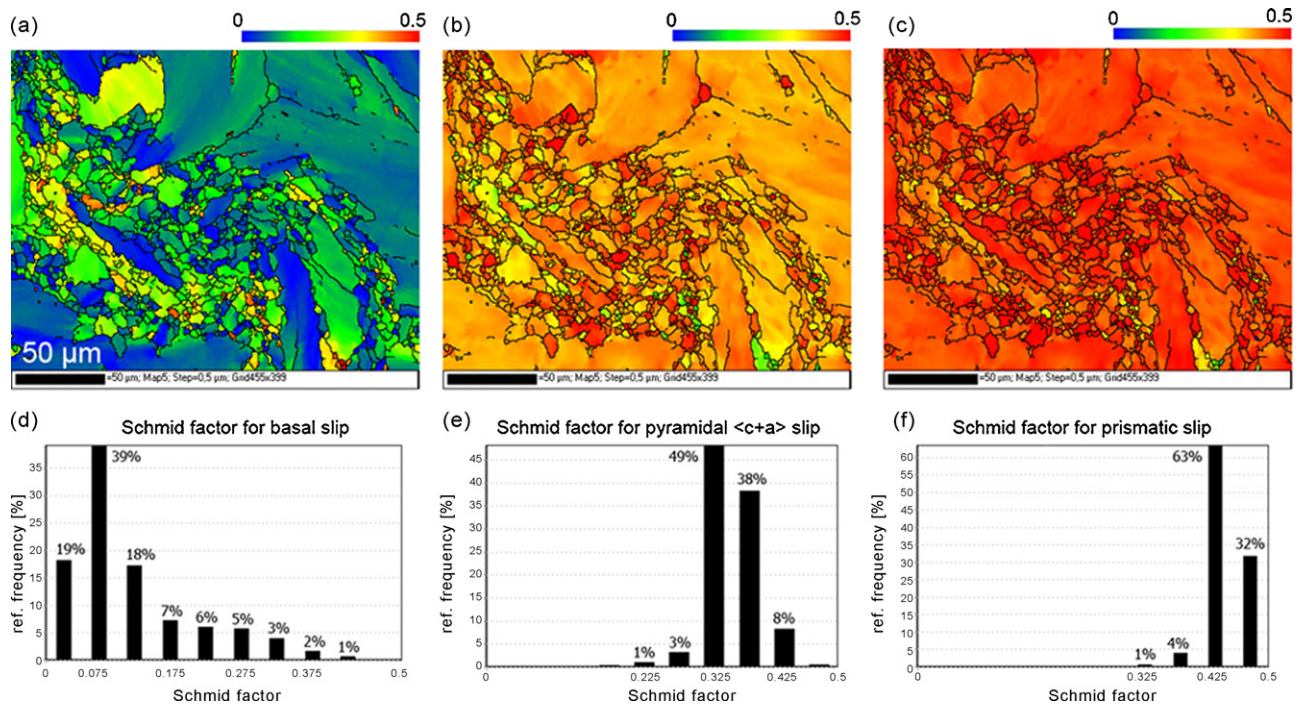 (a)
0 0.5
(b)
0 0.5
(c)
0 0.5
50 µm
=50 µm; Map5; Step=0,5 µm; Grid455x399
=50 µm; Map5; Step=0,5 µm; Grid455x399
=50 µm; Map5; Step=0,5 µm; Grid455x399
(d)
Schmid factor for basal slip
ref. frequency [%]
35
30
25
20
15
10
5
0
19%
39%
18%
7%
6%
5%
3%
2%
1%
0 0.075 0.175 0.275 0.375 0.5
Schmid factor
(e)
Schmid factor for pyramidal <c+a> slip
ref. frequency [%]
45
40
35
30
25
20
15
10
5
0
1%
3%
49%
38%
8%
0 0.225 0.325 0.425 0.5
Schmid factor
(f)
Schmid factor for prismatic slip
ref. frequency [%]
60
55
50
45
40
35
30
25
20
15
10
5
0
1%
4%
63%
32%
0 0.325 0.425 0.5
Schmid factor